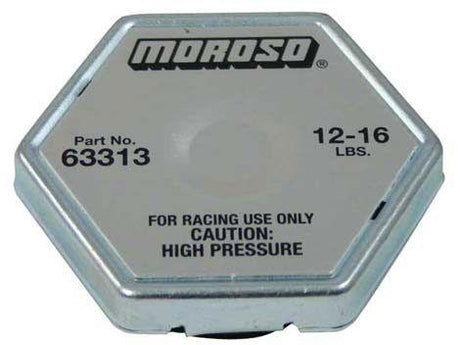 MOROSO®
Part No.
63313
12-16
LBS.
FOR RACING USE ONLY
CAUTION:
HIGH PRESSURE